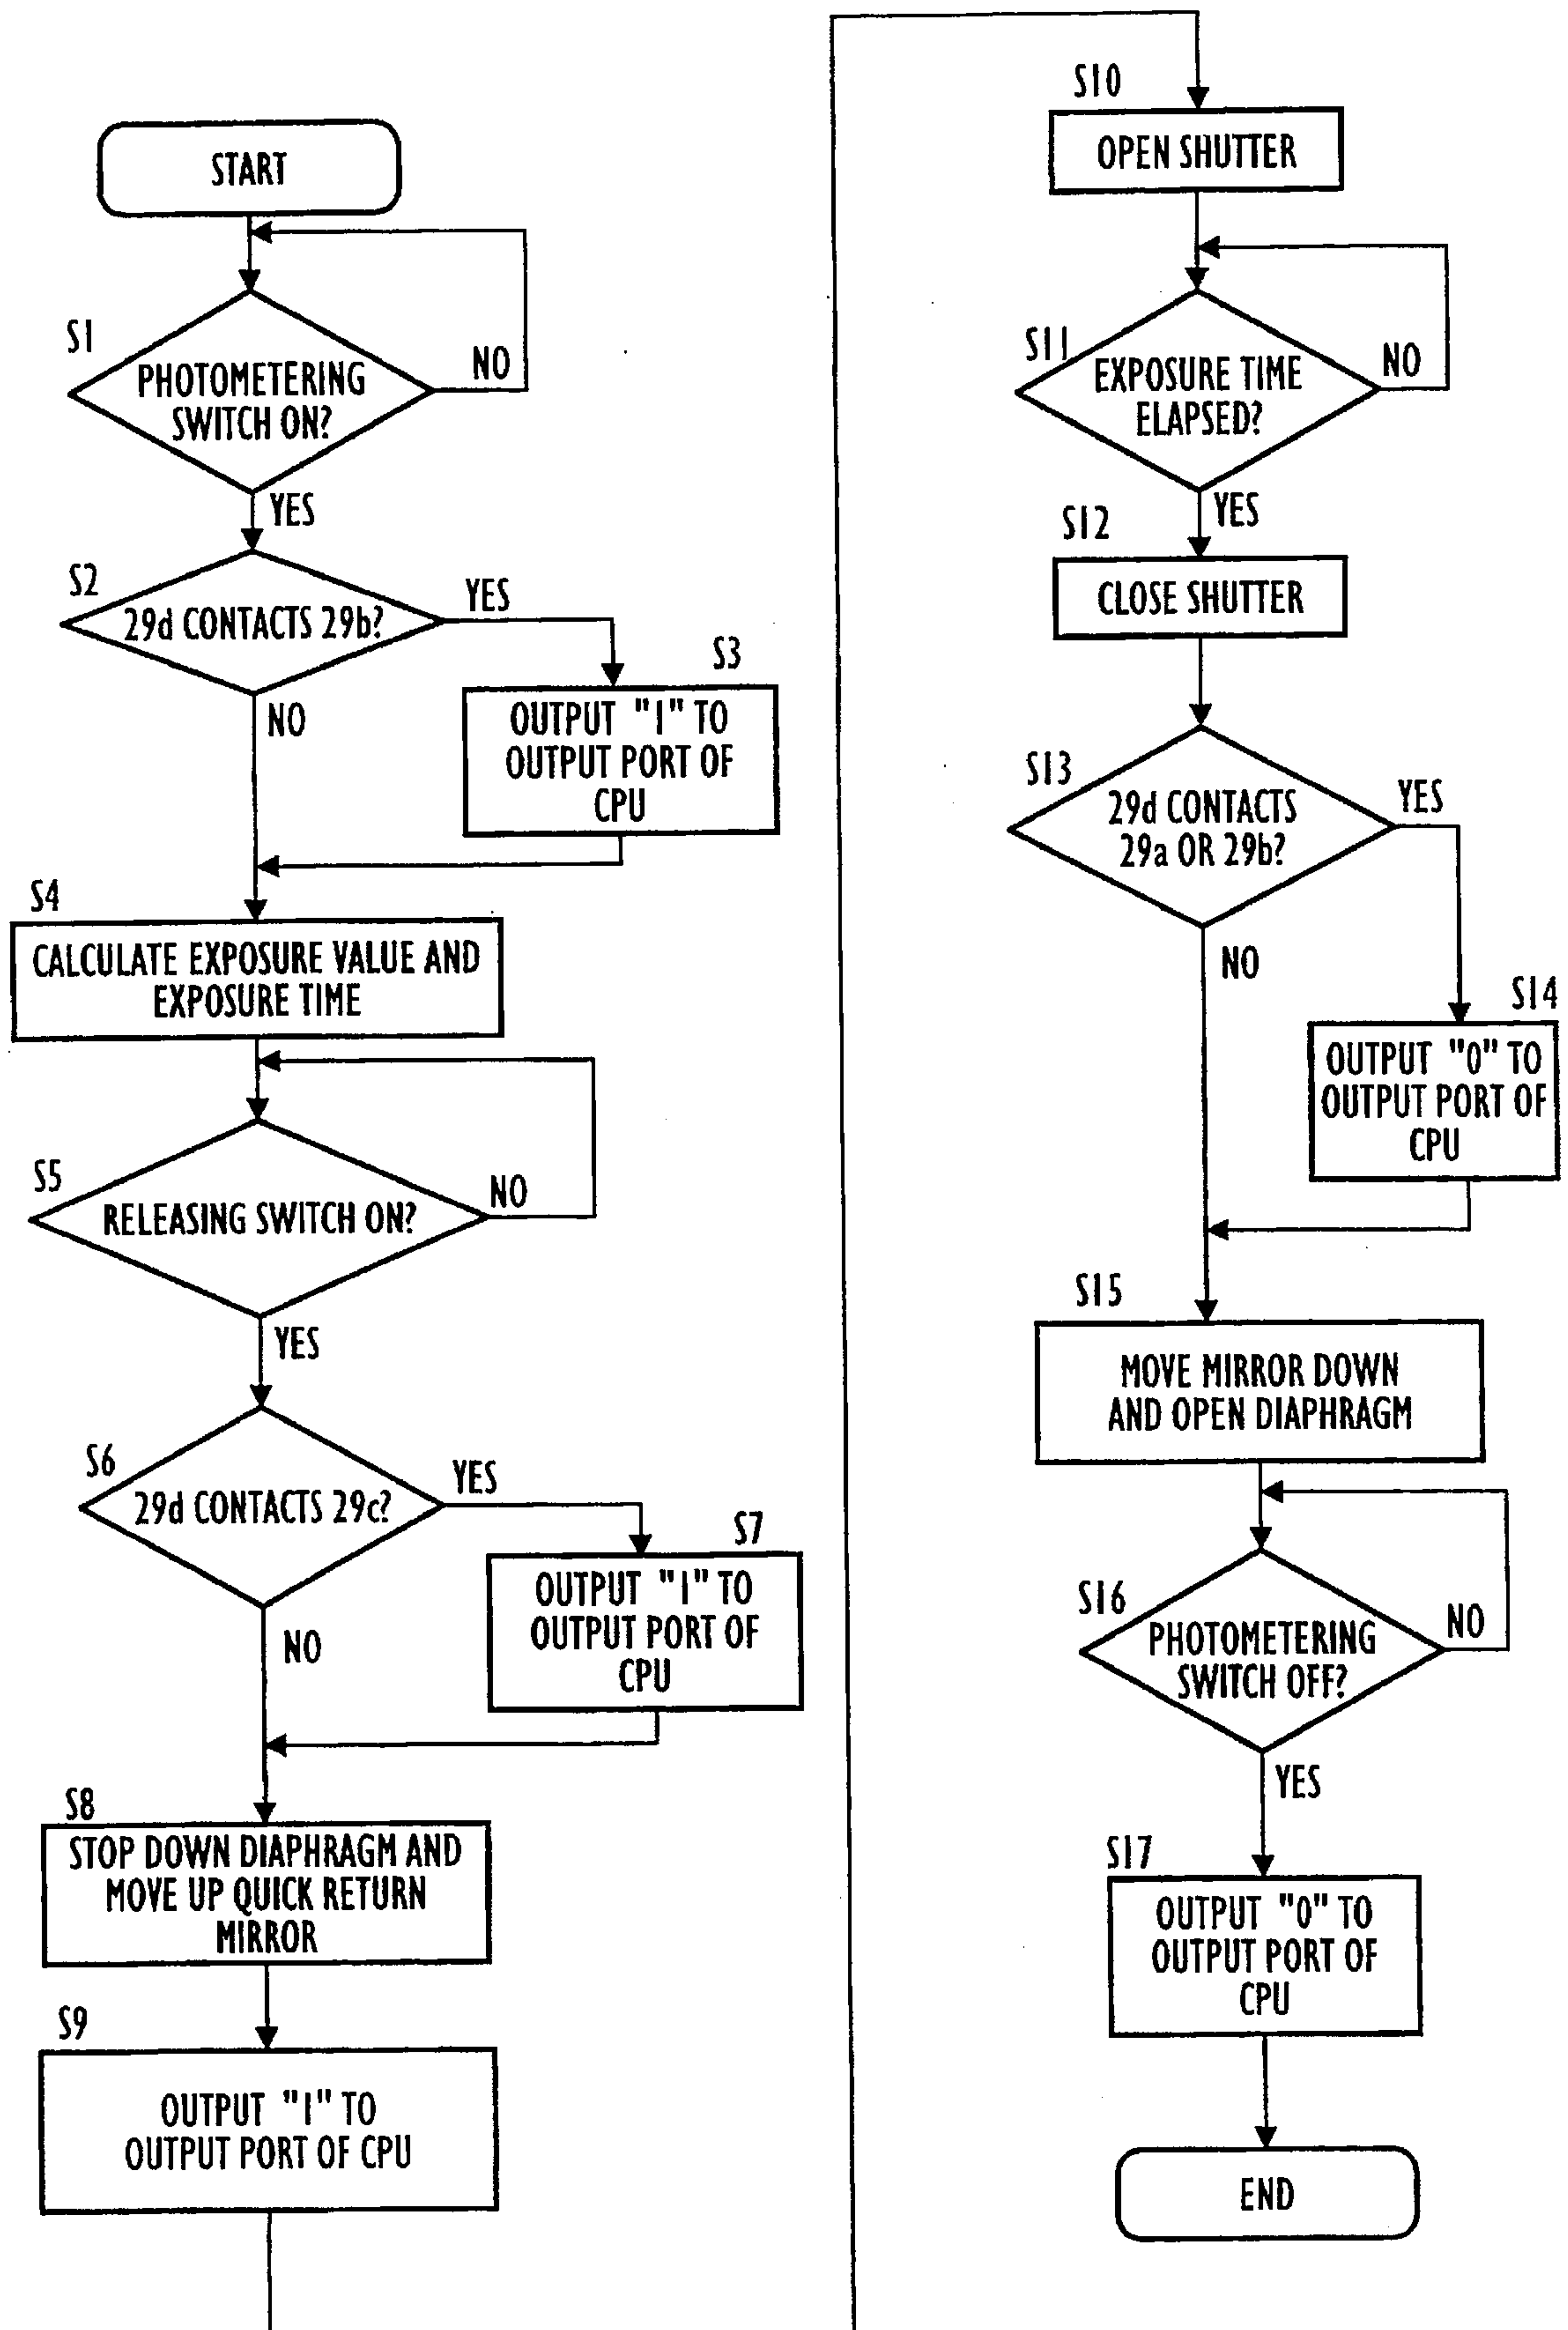 START
S1
PHOTOMETERING
SWITCH ON?
NO
YES
S2
29d CONTACTS 29b?
YES
NO
S3
OUTPUT "1" TO
OUTPUT PORT OF
CPU
S4
CALCULATE EXPOSURE VALUE AND
EXPOSURE TIME
S5
RELEASING SWITCH ON?
NO
YES
S6
29d CONTACTS 29c?
YES
NO
S7
OUTPUT "1" TO
OUTPUT PORT OF
CPU
S8
STOP DOWN DIAPHRAGM AND
MOVE UP QUICK RETURN
MIRROR
S9
OUTPUT "1" TO
OUTPUT PORT OF CPU
S10
OPEN SHUTTER
S11
EXPOSURE TIME
ELAPSED?
NO
YES
S12
CLOSE SHUTTER
S13
29d CONTACTS
29a OR 29b?
YES
NO
S14
OUTPUT "0" TO
OUTPUT PORT OF
CPU
S15
MOVE MIRROR DOWN
AND OPEN DIAPHRAGM
S16
PHOTOMETERING
SWITCH OFF?
NO
YES
S17
OUTPUT "0" TO
OUTPUT PORT OF
CPU
END